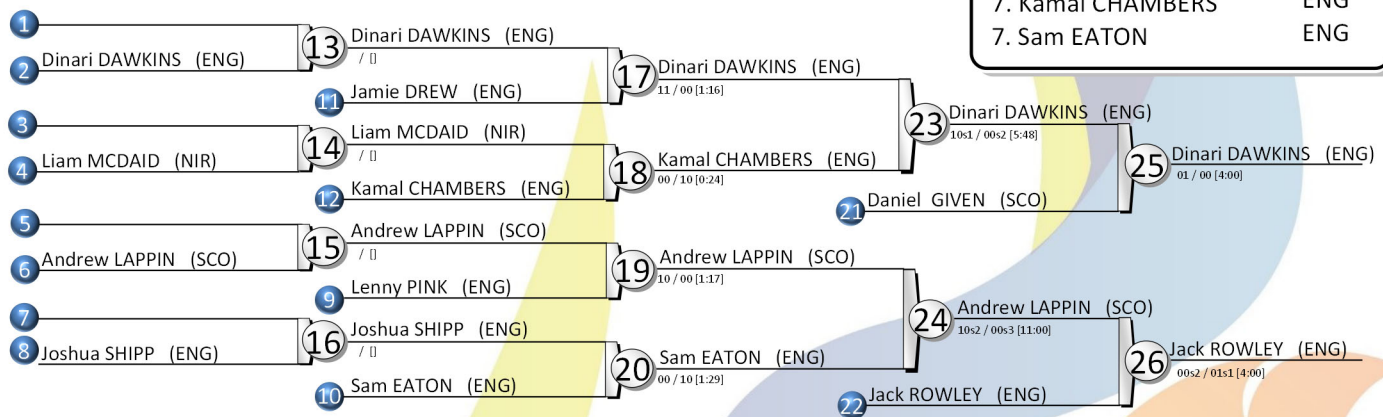 7. Kamal CHAMBERS ENG
7. Sam EATON ENG
1
2 Dinari DAWKINS (ENG)
13 Dinari DAWKINS (ENG)
/ []
11 Jamie DREW (ENG)
17 Dinari DAWKINS (ENG)
11 / 00 [1:16]
3
4 Liam MCDAID (NIR)
14 Liam MCDAID (NIR)
/ []
12 Kamal CHAMBERS (ENG)
18 Kamal CHAMBERS (ENG)
00 / 10 [0:24]
23 Dinari DAWKINS (ENG)
10s1 / 00s2 [5:48]
21 Daniel GIVEN (SCO)
25 Dinari DAWKINS (ENG)
01 / 00 [4:00]
5
6 Andrew LAPPIN (SCO)
15 Andrew LAPPIN (SCO)
/ []
9 Lenny PINK (ENG)
19 Andrew LAPPIN (SCO)
10 / 00 [1:17]
7
8 Joshua SHIPP (ENG)
16 Joshua SHIPP (ENG)
/ []
10 Sam EATON (ENG)
20 Sam EATON (ENG)
00 / 10 [1:29]
24 Andrew LAPPIN (SCO)
10s2 / 00s3 [11:00]
22 Jack ROWLEY (ENG)
26 Jack ROWLEY (ENG)
00s2 / 01s1 [4:00]